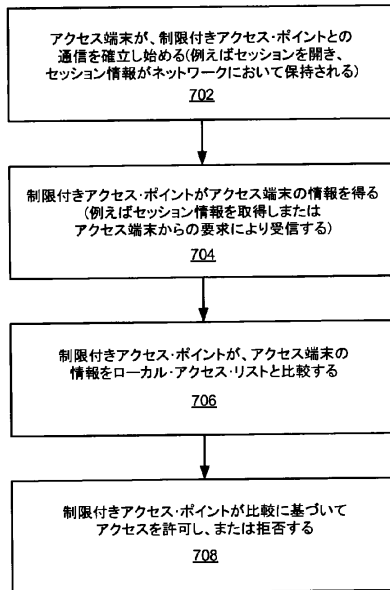 アクセス端末が、制限付きアクセス・ポイントとの
通信を確立し始める(例えばセッションを開き、
セッション情報がネットワークにおいて保持される)
702
制限付きアクセス・ポイントがアクセス端末の情報を得る
(例えばセッション情報を取得しまたは
アクセス端末からの要求により受信する)
704
制限付きアクセス・ポイントが、アクセス端末の
情報をローカル・アクセス・リストと比較する
706
制限付きアクセス・ポイントが比較に基づいて
アクセスを許可し、または拒否する
708